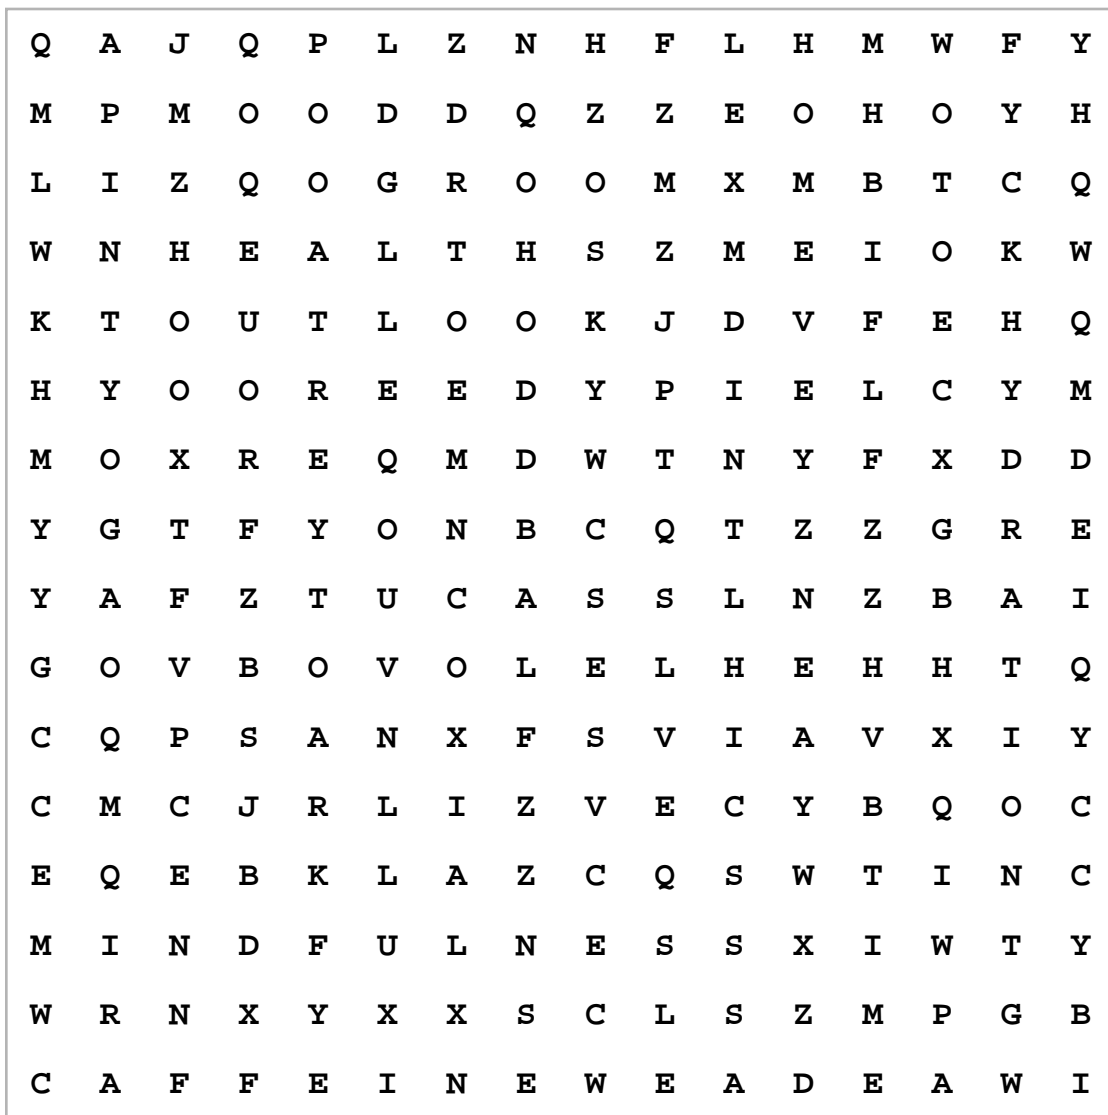 Q A J Q P L Z N H F L H M W F Y
M P M O O D D Q Z Z E O H O Y H
L I Z Q O G R O O M X M B T C Q
W N H E A L T H S Z M E I O K W
K T O U T L O O K J D V F E H Q
H Y O O R E E D Y P I E L C Y M
M O X R E Q M D W T N Y F X D D
Y G T F Y O N B C Q T Z Z G R E
Y A F Z T U C A S S L N Z B A I
G O V B O V O L E L H E H H T Q
C Q P S A N X F S V I A V X I Y
C M C J R L I Z V E C Y B Q O C
E Q E B K L A Z C Q S W T I N C
M I N D F U L N E S S X I W T Y
W R N X Y X X S C L S Z M P G B
C A F F E I N E W E A D E A W I